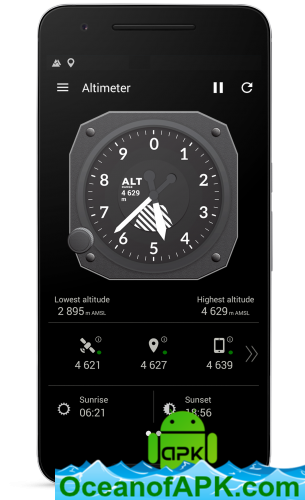 Altimeter
0
9 1
8 2
ALT
4 629
m
7 3
6 4
5
Lowest altitude Highest altitude
2 895 m AMSL 4 629 m AMSL
4 621 4 627 4 639
Sunrise Sunset
06:21 18:56
APK
OceanofAPK.com